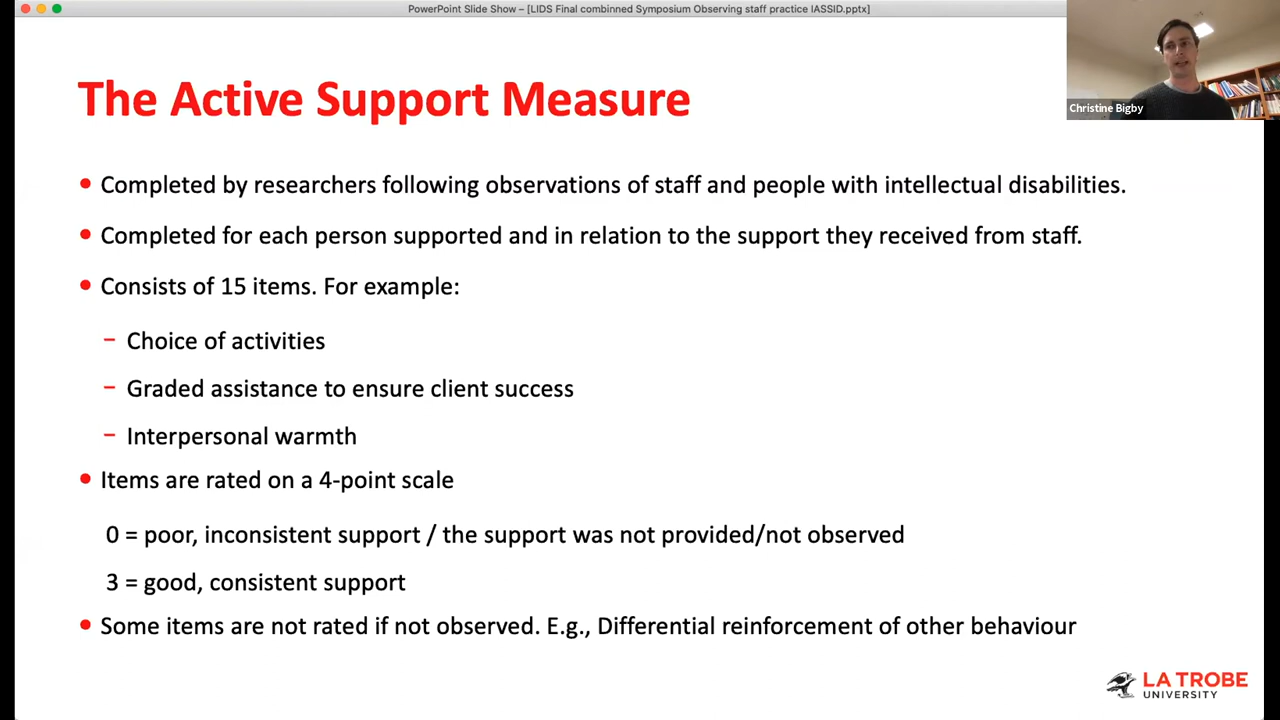 PowerPoint Slide Show – [LIDS Final combinned Symposium Observing staff practice IASSID.pptx]
Christine Bigby
The Active Support Measure
• Completed by researchers following observations of staff and people with intellectual disabilities.
• Completed for each person supported and in relation to the support they received from staff.
• Consists of 15 items. For example:
– Choice of activities
– Graded assistance to ensure client success
– Interpersonal warmth
• Items are rated on a 4-point scale
0 = poor, inconsistent support / the support was not provided/not observed
3 = good, consistent support
• Some items are not rated if not observed. E.g., Differential reinforcement of other behaviour
LA TROBE
UNIVERSITY